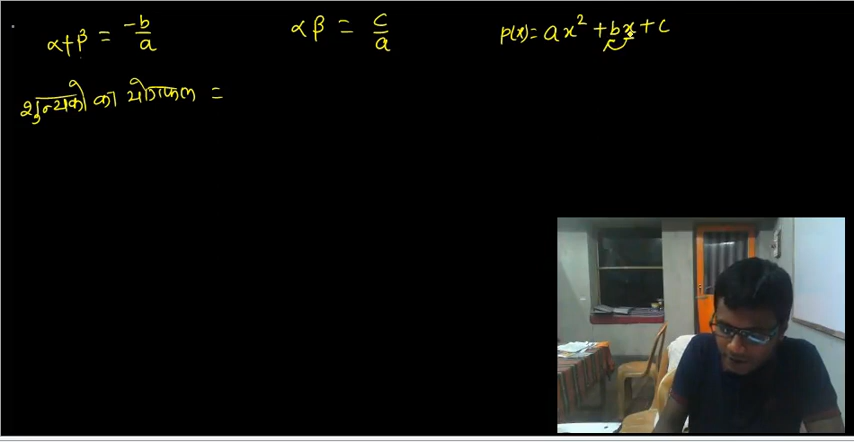 α+β = -b/a    αβ = c/a    p(x)= ax² + bx + c
शून्यको का योगफल =